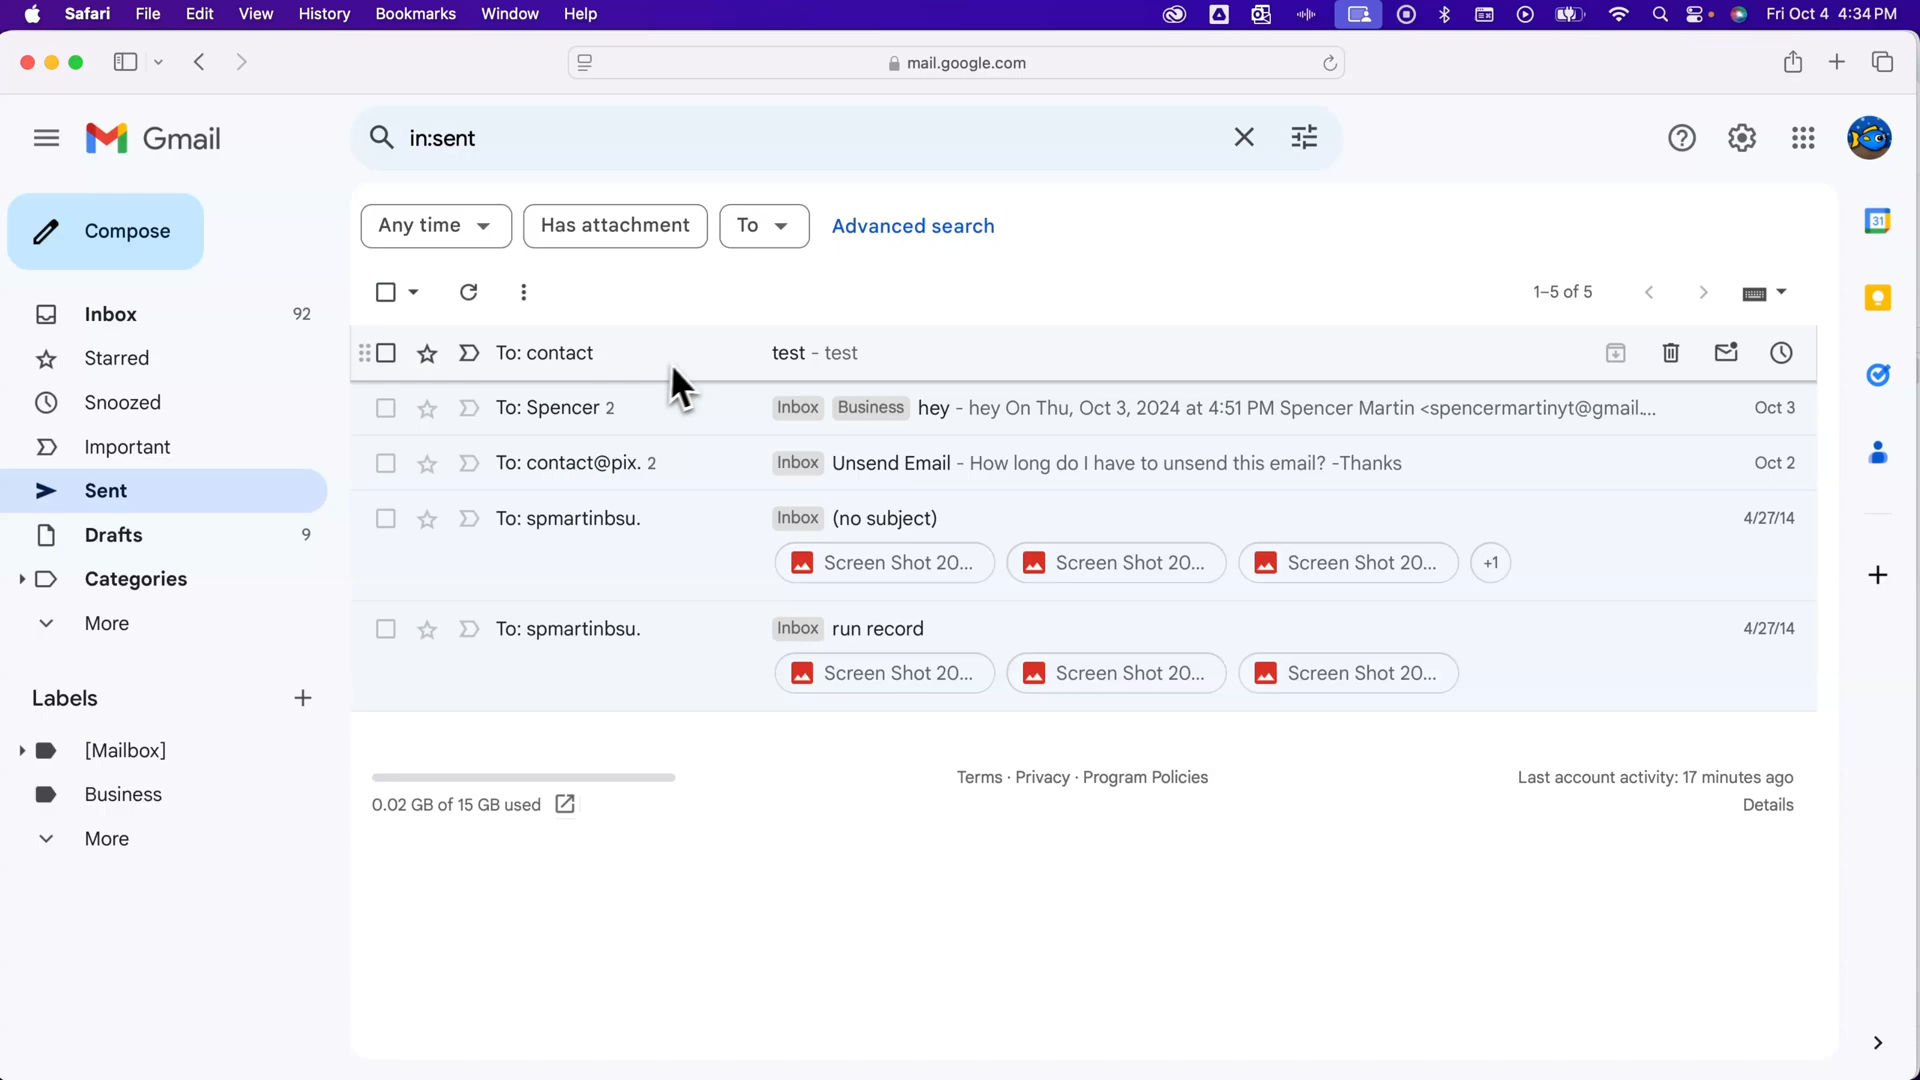 Safari File Edit View History Bookmarks Window Help Fri Oct 4 4:34 PM
mail.google.com
Gmail in:sent
Compose Any time Has attachment To Advanced search
1–5 of 5
Inbox 92
Starred
Snoozed
Important
Sent
Drafts 9
Categories
More
Labels
[Mailbox]
Business
More
To: contact test - test
To: Spencer 2 Inbox Business hey - hey On Thu, Oct 3, 2024 at 4:51 PM Spencer Martin <spencermartinyt@gmail.... Oct 3
To: contact@pix. 2 Inbox Unsend Email - How long do I have to unsend this email? -Thanks Oct 2
To: spmartinbsu. Inbox (no subject) 4/27/14
Screen Shot 20... Screen Shot 20... Screen Shot 20... +1
To: spmartinbsu. Inbox run record 4/27/14
Screen Shot 20... Screen Shot 20... Screen Shot 20...
Terms · Privacy · Program Policies Last account activity: 17 minutes ago
0.02 GB of 15 GB used Details
31